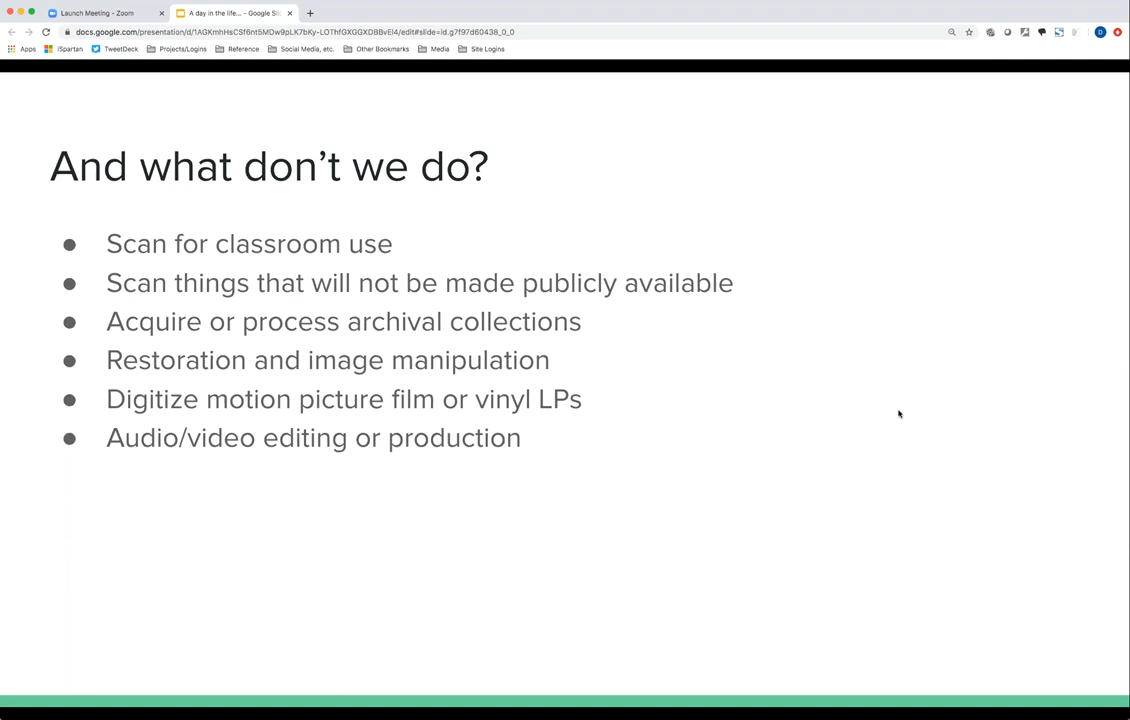 Launch Meeting - Zoom
A day in the life... - Google Sli
docs.google.com/presentation/d/1AGKmhHsCSf6nt5MDw9pLK7bKy-LOThfGXGGXDBBvEl4/edit#slide=id.g7f97d60438_0_0
Apps iSpartan TweetDeck Projects/Logins Reference Social Media, etc. Other Bookmarks Media Site Logins
And what don’t we do?
● Scan for classroom use
● Scan things that will not be made publicly available
● Acquire or process archival collections
● Restoration and image manipulation
● Digitize motion picture film or vinyl LPs
● Audio/video editing or production